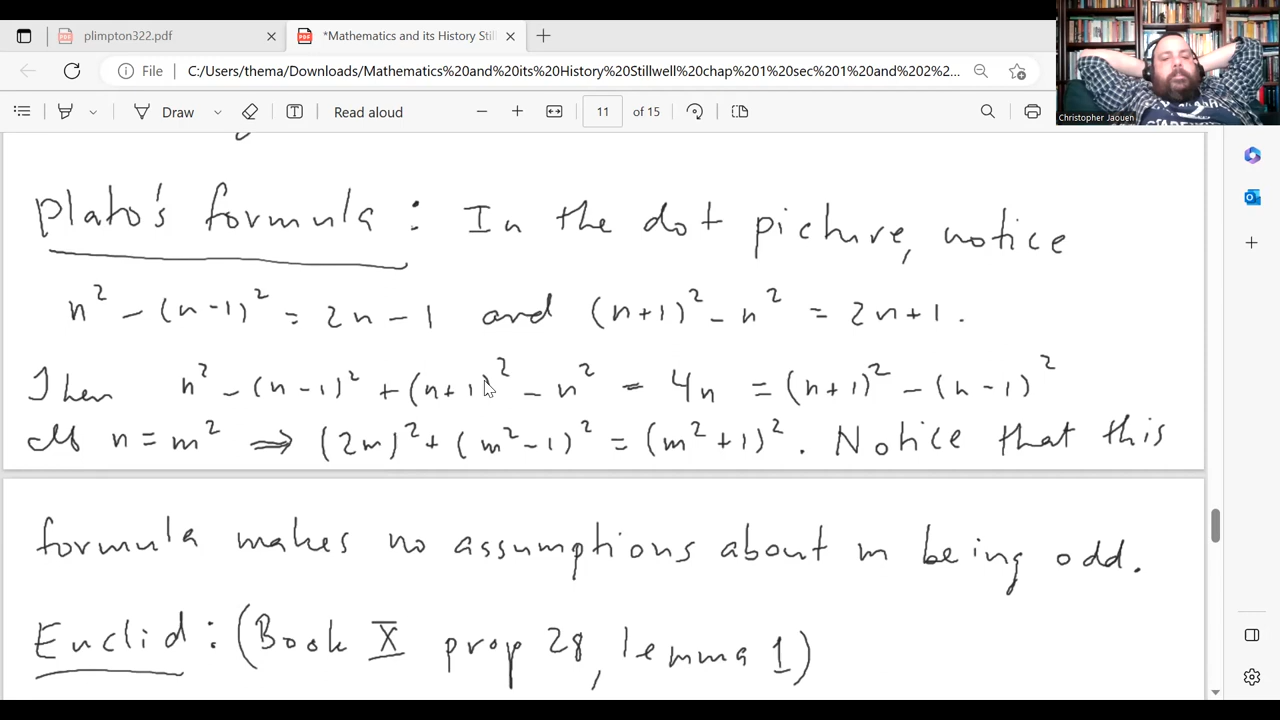 plimpton322.pdf
*Mathematics and its History Stil
File
C:/Users/thema/Downloads/Mathematics%20and%20its%20History%20Stillwell%20chap%201%20sec%201%20and%202%2...
Draw
Read aloud
11
of 15
Christopher Jaouen
Plato's formula : In the dot picture, notice
n² - (n-1)² = 2n - 1 and (n+1)² - n² = 2n+1.
Then n² - (n-1)² + (n+1)² - n² = 4n = (n+1)² - (n-1)²
If n = m² ⇒ (2m)² + (m²-1)² = (m²+1)². Notice that this
formula makes no assumptions about m being odd.
Euclid : (Book X prop 28, lemma 1)